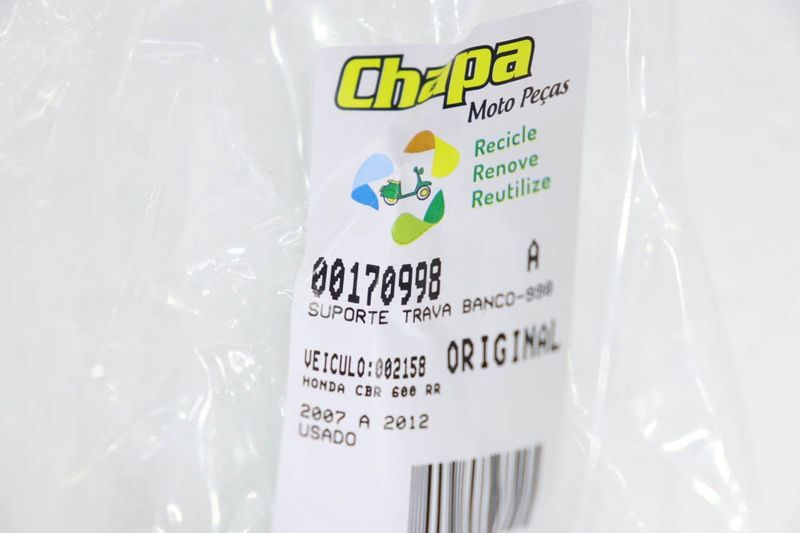 Chapa
Moto Peças
Recicle
Renove
Reutilize
A
00170998
SUPORTE TRAVA BANCO-990
VEICULO:002158 ORIGINAL
HONDA CBR 600 RR
2007 A 2012
USADO